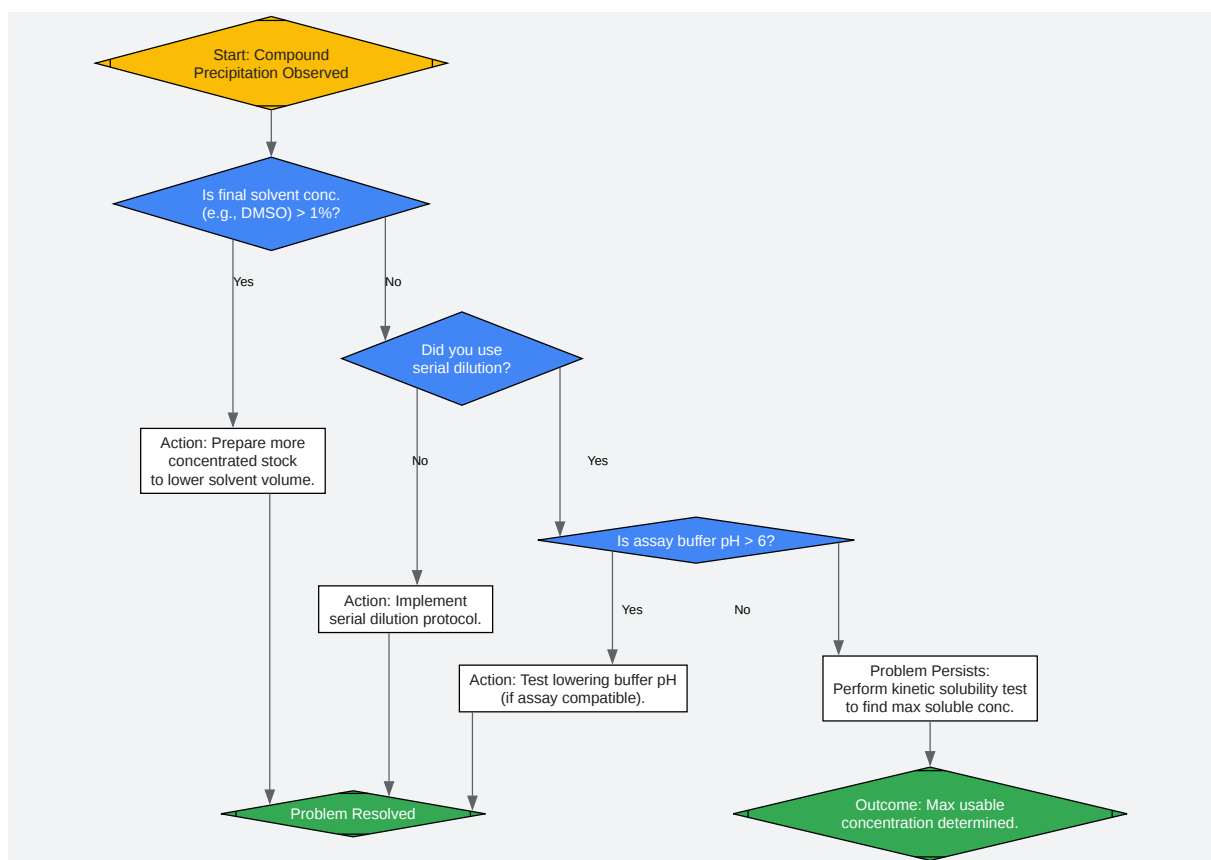 Start: Compound
Precipitation Observed
Is final solvent conc.
(e.g., DMSO) > 1%?
Yes
No
Did you use
serial dilution?
Action: Prepare more
concentrated stock
to lower solvent volume.
No
Yes
Is assay buffer pH > 6?
Action: Implement
serial dilution protocol.
Yes
No
Action: Test lowering buffer pH
(if assay compatible).
Problem Persists:
Perform kinetic solubility test
to find max soluble conc.
Problem Resolved
Outcome: Max usable
concentration determined.